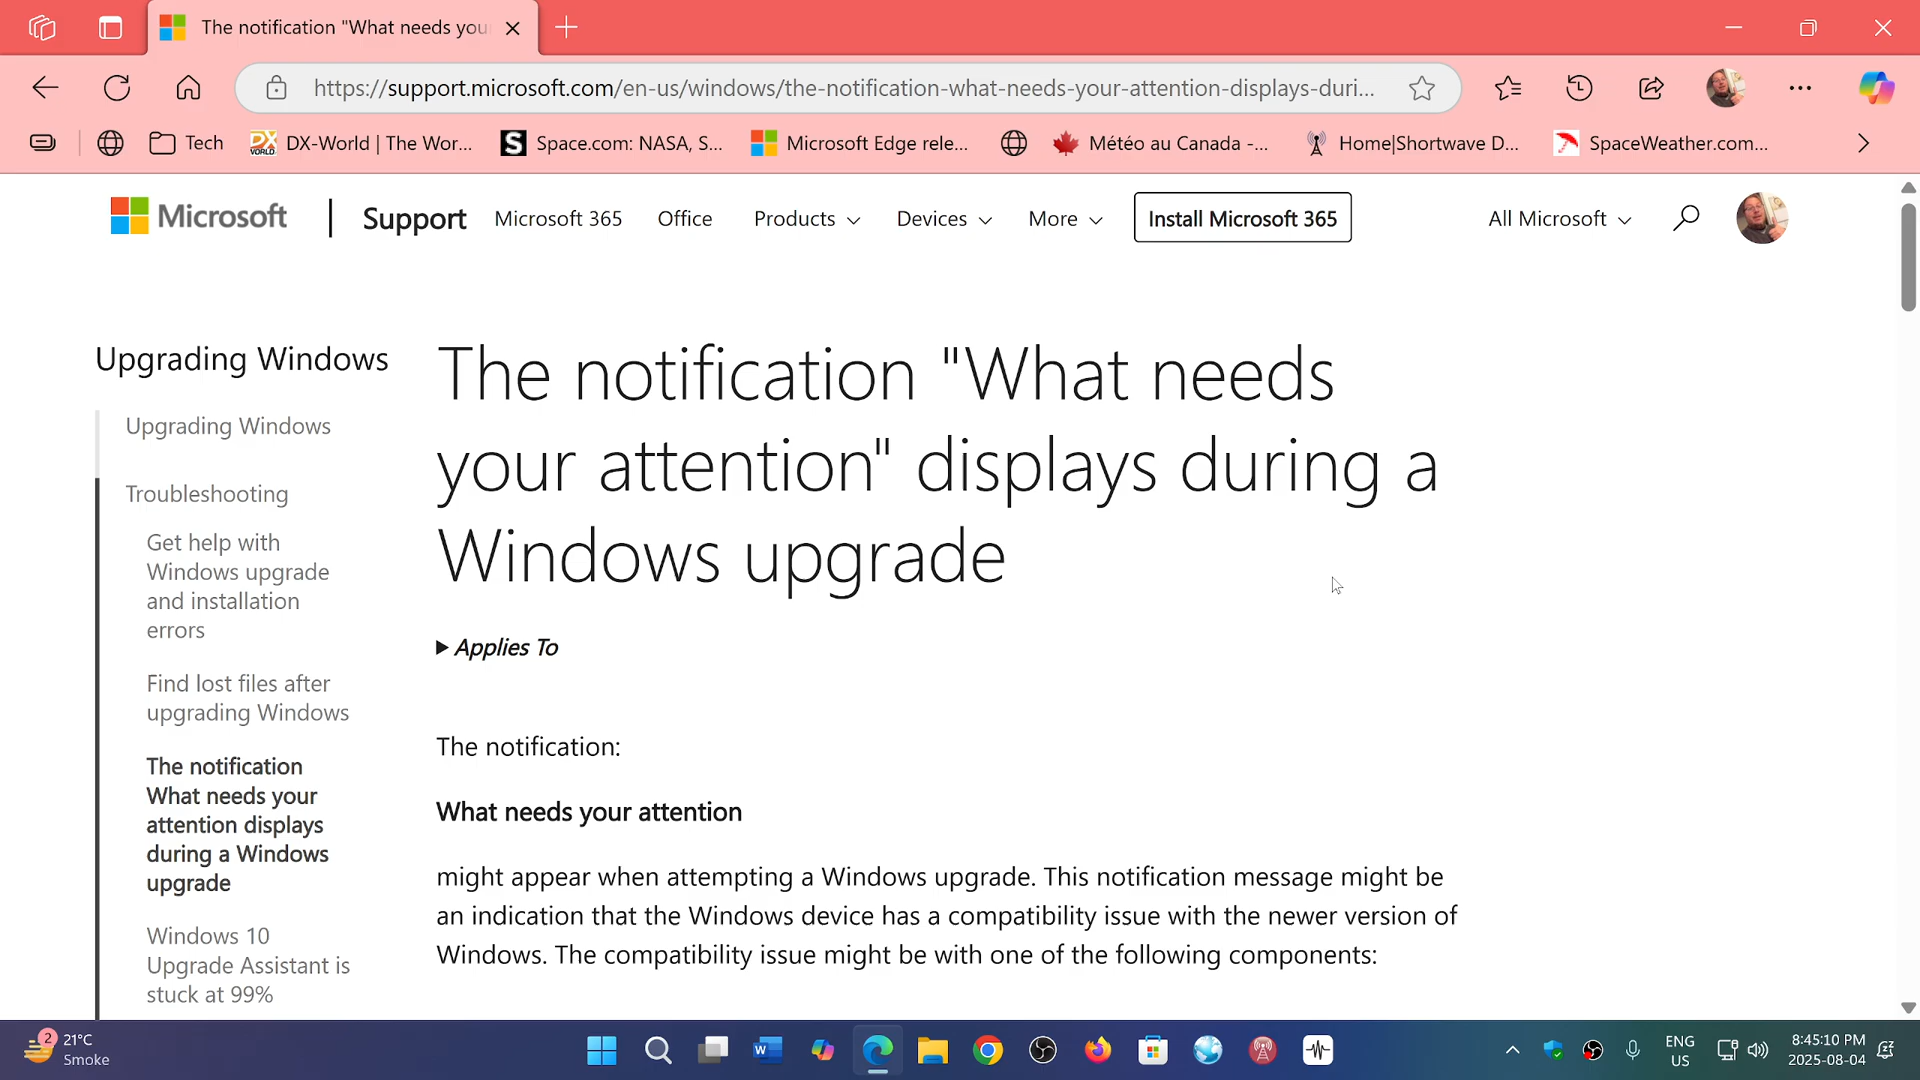 The notification "What needs you
https://support.microsoft.com/en-us/windows/the-notification-what-needs-your-attention-displays-duri...
Tech
DX WORLD
DX-World | The Wor...
S
Space.com: NASA, S...
Microsoft Edge rele...
Météo au Canada -...
Home|Shortwave D...
SpaceWeather.com...
Microsoft
Support
Microsoft 365
Office
Products
Devices
More
Install Microsoft 365
All Microsoft
Upgrading Windows
Upgrading Windows
Troubleshooting
Get help with
Windows upgrade
and installation
errors
Find lost files after
upgrading Windows
The notification
What needs your
attention displays
during a Windows
upgrade
Windows 10
Upgrade Assistant is
stuck at 99%
The notification "What needs
your attention" displays during a
Windows upgrade
Applies To
The notification:
What needs your attention
might appear when attempting a Windows upgrade. This notification message might be
an indication that the Windows device has a compatibility issue with the newer version of
Windows. The compatibility issue might be with one of the following components:
2
21°C
Smoke
W
ENG
US
8:45:10 PM
2025-08-04